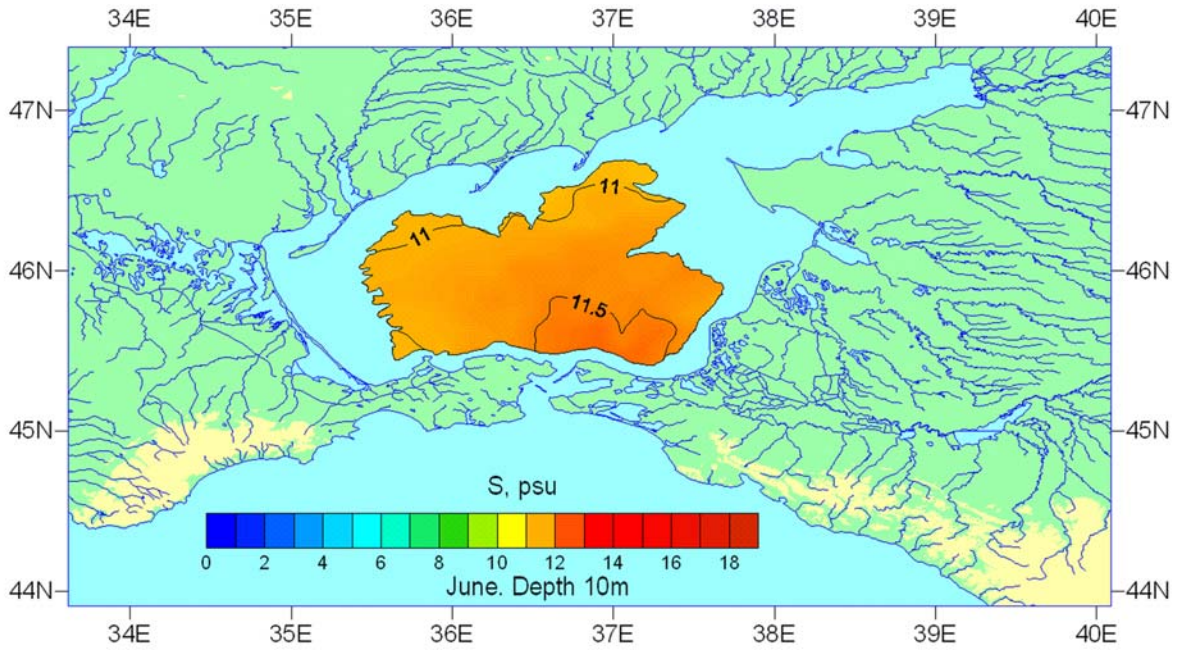 34E 35E 36E 37E 38E 39E 40E
47N 47N
11
11
46N 46N
11.5
45N 45N
S, psu
0 2 4 6 8 10 12 14 16 18
June. Depth 10m
44N 44N
34E 35E 36E 37E 38E 39E 40E